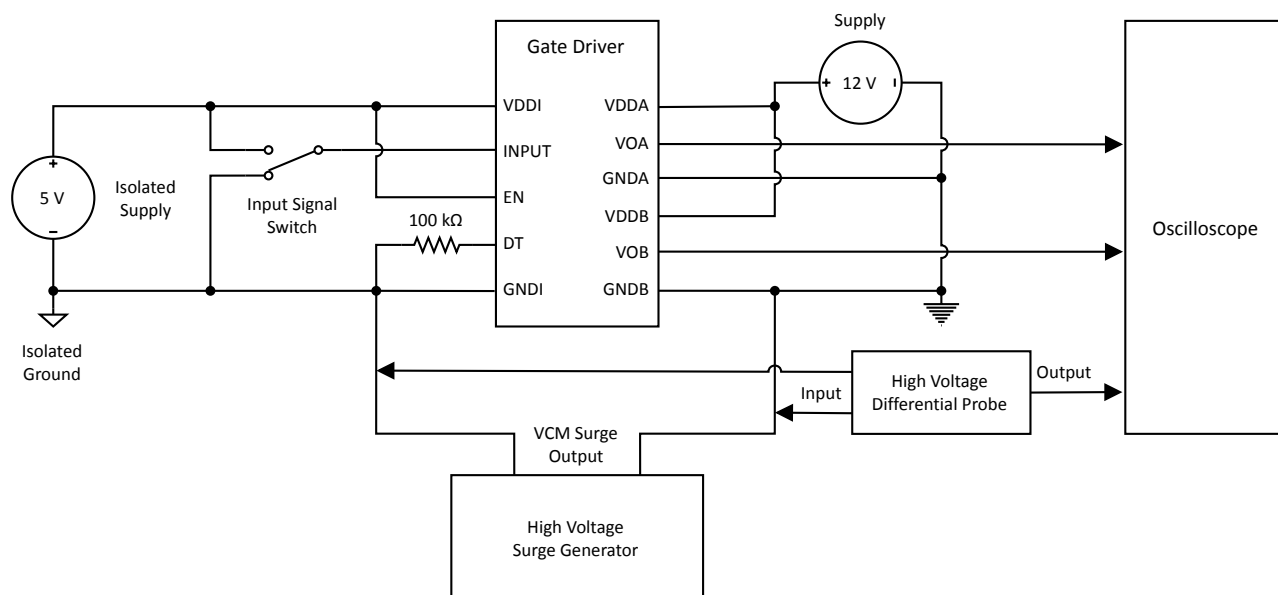 Supply
Gate Driver
+
12 V
-
VDDI
VDDA
INPUT
VOA
+
5 V
-
Isolated
Supply
Input Signal
Switch
EN
GNDA
VDDB
100 kΩ
DT
VOB
Oscilloscope
GNDI
GNDB
Isolated
Ground
High Voltage
Differential Probe
Input
Output
VCM Surge
Output
High Voltage
Surge Generator